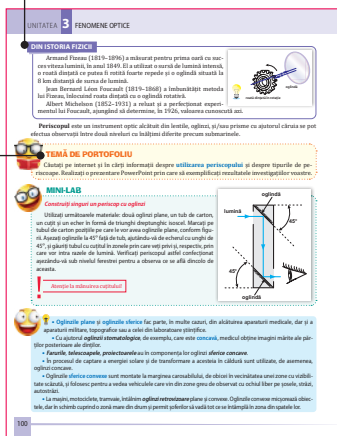 UNITATEA 3 FENOMENE OPTICE
DIN ISTORIA FIZICII
Armand Fizeau (1819–1896) a măsurat pentru prima oară cu suc-
ces viteza luminii, în anul 1849. El a utilizat o sursă de lumină intensă,
o roată dințată ce putea fi rotită foarte repede și o oglindă situată la
8 km distanță de sursa de lumină.
Jean Bernard Léon Foucault (1819–1868) a îmbunătățit metoda
lui Fizeau, înlocuind roata dințată cu o oglindă rotativă.
Albert Michelson (1852–1931) a reluat și a perfecționat experi-
mentul lui Foucault, ajungând să determine, în 1926, valoarea cunoscută azi.
oglindă
roată dințată în rotație
Periscopul este un instrument optic alcătuit din lentile, oglinzi, și/sau prisme cu ajutorul căruia se pot
efectua observații între două niveluri cu înălțimi diferite precum submarinele.
TEMĂ DE PORTOFOLIU
Căutați pe internet și în cărți informații despre utilizarea periscopului și despre tipurile de pe-
riscoape. Realizați o prezentare PowerPoint prin care să exemplificați rezultatele investigațiilor voastre.
MINI-LAB
Construiți singuri un periscop cu oglinzi
Utilizați următoarele materiale: două oglinzi plane, un tub de carton,
un cuțit și un echer în formă de triunghi dreptunghic isoscel. Marcați pe
tubul de carton pozițiile pe care le vor avea oglinzile plane, conform figu-
rii. Așezați oglinzile la 45° față de tub, ajutându-vă de echerul cu unghi de
45°, și găuriți tubul cu cuțitul în zonele prin care veți privi și, respectiv, prin
care vor intra razele de lumină. Verificați periscopul astfel confecționat
așezându-vă sub nivelul ferestrei pentru a observa ce se află dincolo de
aceasta.
! Atenție la mânuirea cuțitului!
oglindă
lumină
45°
45°
oglindă
• Oglinzile plane și oglinzile sferice fac parte, în multe cazuri, din alcătuirea aparaturii medicale, dar și a
aparaturii militare, topografice sau a celei din laboratoare științifice.
• Cu ajutorul oglinzii stomatologice, de exemplu, care este concavă, medicul obține imagini mărite ale păr-
ților posterioare ale dinților.
• Farurile, telescoapele, proiectoarele au în componența lor oglinzi sferice concave.
• În procesul de captare a energiei solare și de transformare a acesteia în căldură sunt utilizate, de asemenea,
oglinzi concave.
• Oglinzile sferice convexe sunt montate la marginea carosabilului, de obicei în vecinătatea unei zone cu vizibili-
tate scăzută, și folosesc pentru a vedea vehiculele care vin din zone greu de observat cu ochiul liber pe șosele, străzi,
autostrăzi.
• La mașini, motociclete, tramvaie, întâlnim oglinzi retrovizoare plane și convexe. Oglinzile convexe micșorează obiec-
tele, dar în schimb cuprind o zonă mare din drum și permit șoferilor să vadă tot ce se întâmplă în zona din spatele lor.
100